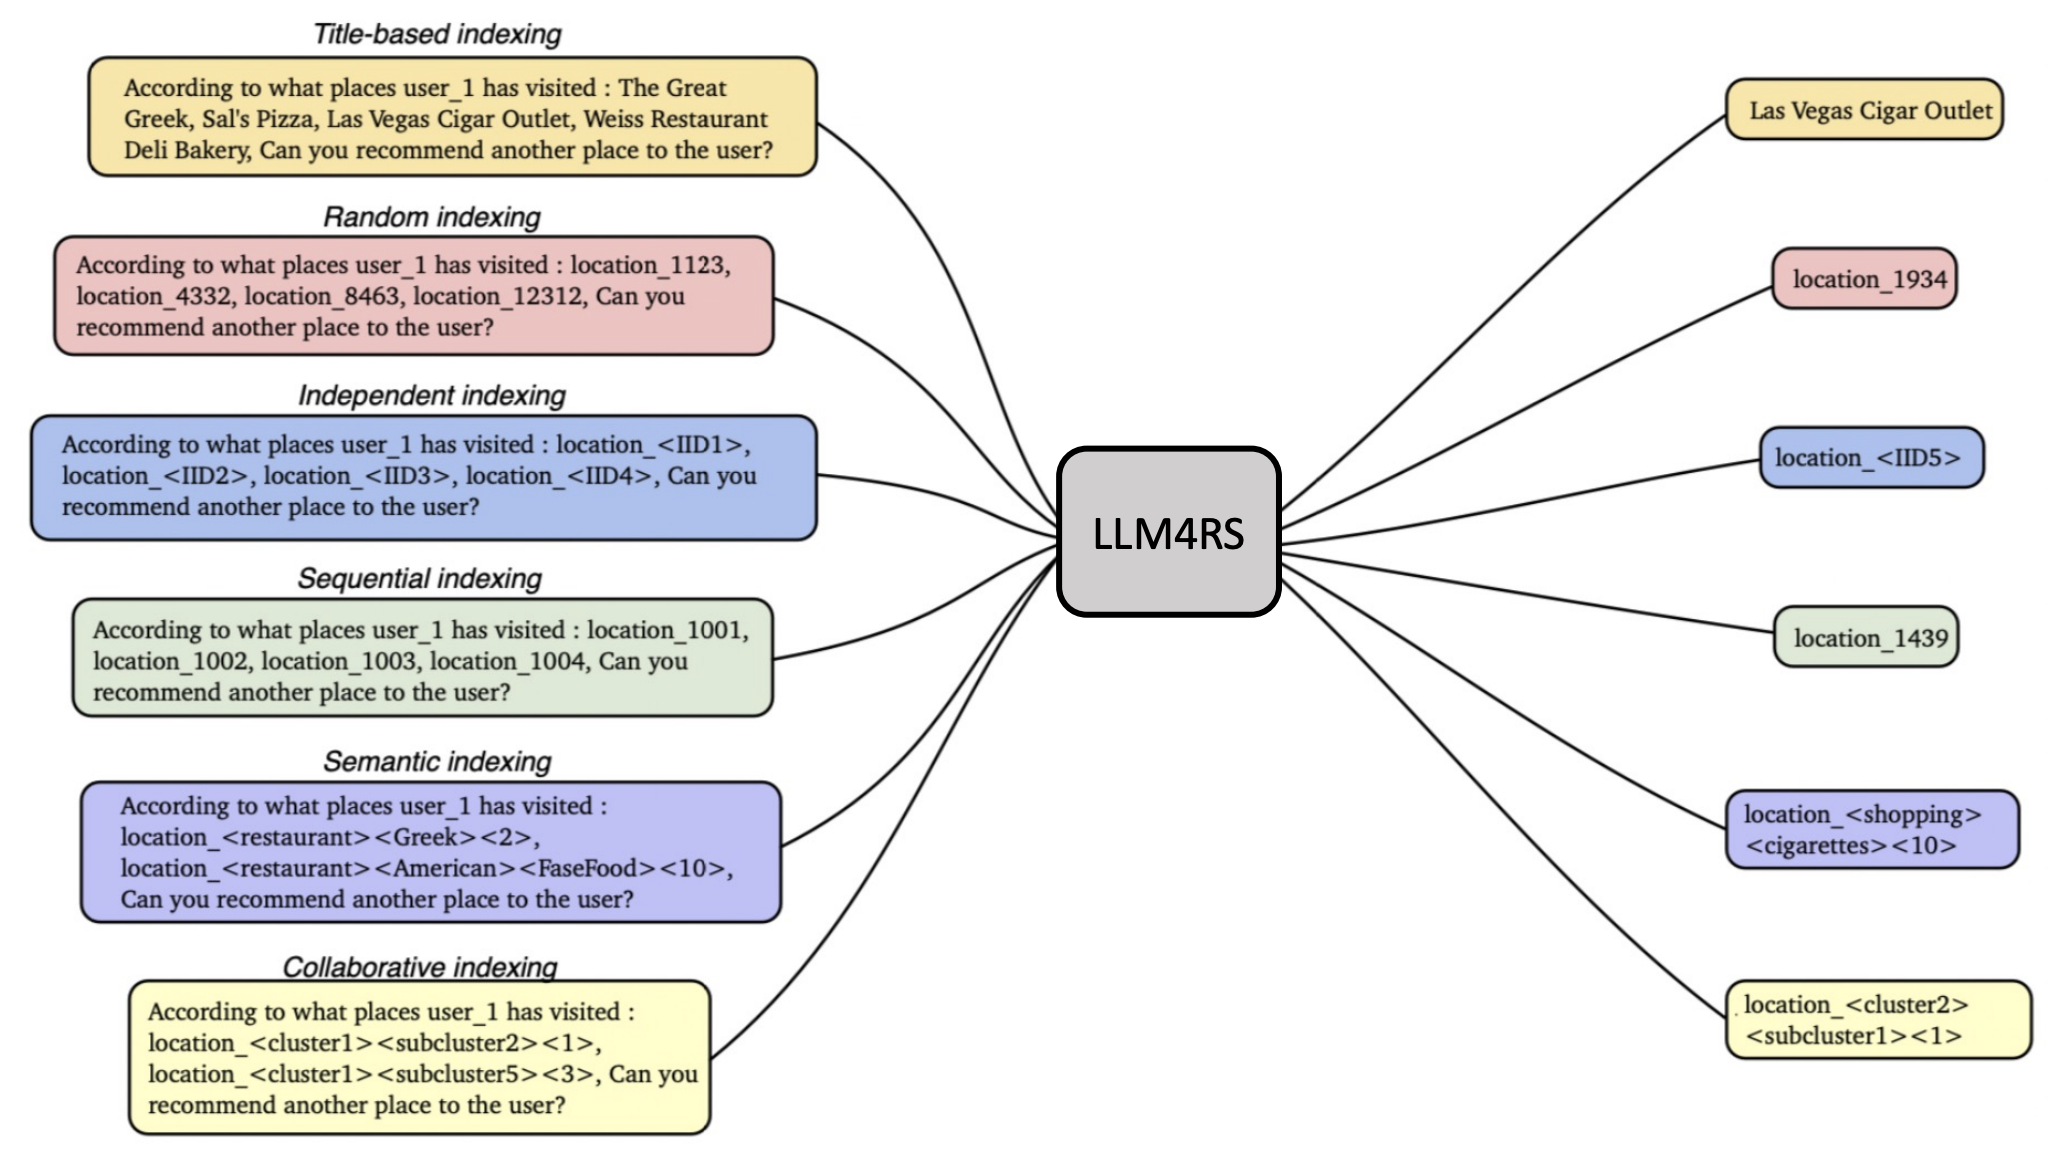 Title-based indexing
According to what places user_1 has visited : The Great
Greek, Sal's Pizza, Las Vegas Cigar Outlet, Weiss Restaurant
Deli Bakery, Can you recommend another place to the user?
Random indexing
According to what places user_1 has visited : location_1123,
location_4332, location_8463, location_12312, Can you
recommend another place to the user?
Independent indexing
According to what places user_1 has visited : location_<IID1>,
location_<IID2>, location_<IID3>, location_<IID4>, Can you
recommend another place to the user?
Sequential indexing
According to what places user_1 has visited : location_1001,
location_1002, location_1003, location_1004, Can you
recommend another place to the user?
Semantic indexing
According to what places user_1 has visited :
location_<restaurant><Greek><2>,
location_<restaurant><American><FaseFood><10>,
Can you recommend another place to the user?
Collaborative indexing
According to what places user_1 has visited :
location_<cluster1><subcluster2><1>,
location_<cluster1><subcluster5><3>, Can you
recommend another place to the user?
LLM4RS
Las Vegas Cigar Outlet
location_1934
location_<IID5>
location_1439
location_<shopping>
<cigarettes><10>
location_<cluster2>
<subcluster1><1>